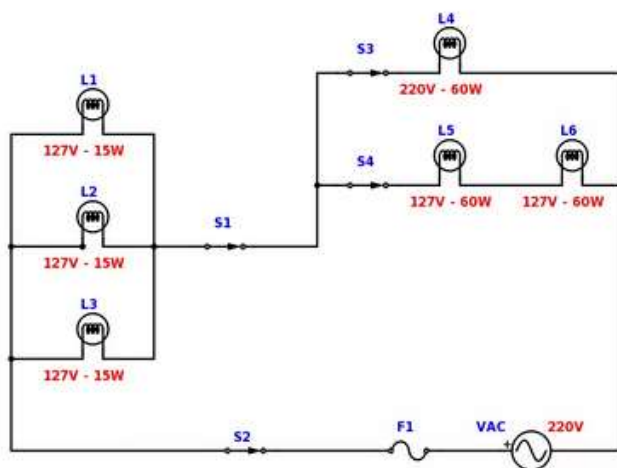 L4
S3
220V - 60W
L1
127V - 15W
L5
L6
S4
127V - 60W
127V - 60W
L2
127V - 15W
S1
L3
127V - 15W
S2
F1
VAC
220V
+